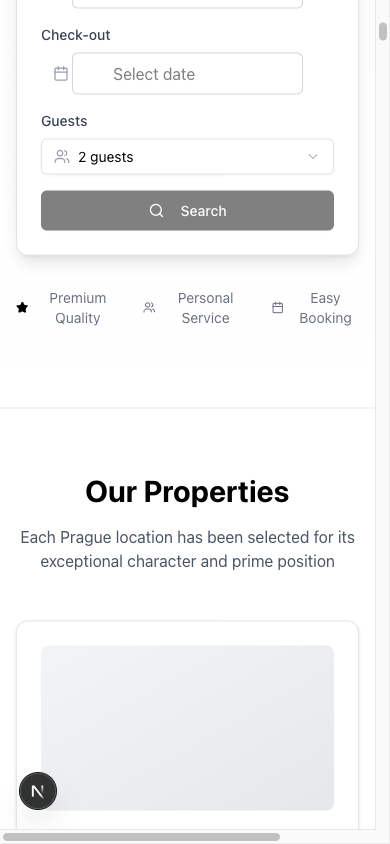 Check-out
Select date
Guests
2 guests
Search
Premium
Quality
Personal
Service
Easy
Booking
Our Properties
Each Prague location has been selected for its
exceptional character and prime position
N